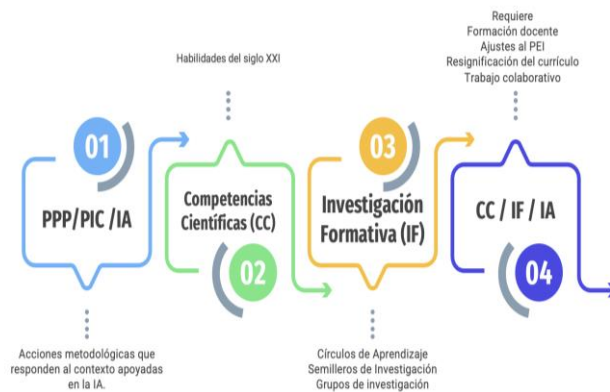 01
PPP/PIC /IA
Acciones metodológicas que
responden al contexto apoyadas
en la IA.
Habilidades del siglo XXI
Competencias
Científicas (CC)
02
03
Investigación
Formativa (IF)
Círculos de Aprendizaje
Semilleros de Investigación
Grupos de investigación
Requiere
Formación docente
Ajustes al PEI
Resignificación del currículo
Trabajo colaborativo
CC / IF / IA
04